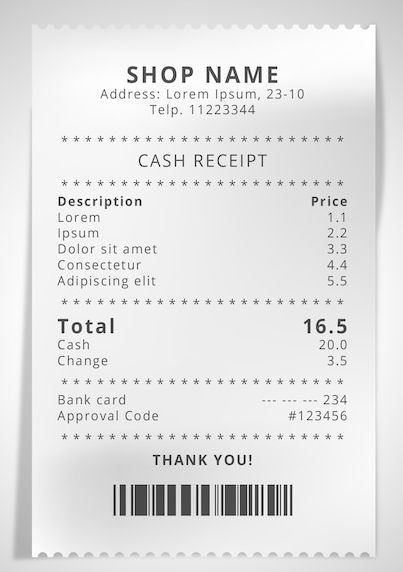 SHOP NAME
Address: Lorem Ipsum, 23-10
Telp. 11223344
* * * * * * * * * * * * * * * * * * * * * * * * *
CASH RECEIPT
* * * * * * * * * * * * * * * * * * * * * * * * *
Description Price
Lorem 1.1
Ipsum 2.2
Dolor sit amet 3.3
Consectetur 4.4
Adipiscing elit 5.5
* * * * * * * * * * * * * * * * * * * * * * * * *
Total 16.5
Cash 20.0
Change 3.5
* * * * * * * * * * * * * * * * * * * * * * * * *
Bank card --- --- --- 234
Approval Code #123456
* * * * * * * * * * * * * * * * * * * * * * * * *
THANK YOU!